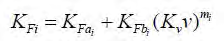 K_{Fi} = K_{Fa_i} + K_{Fb_i} (K_v v)^{m_i}